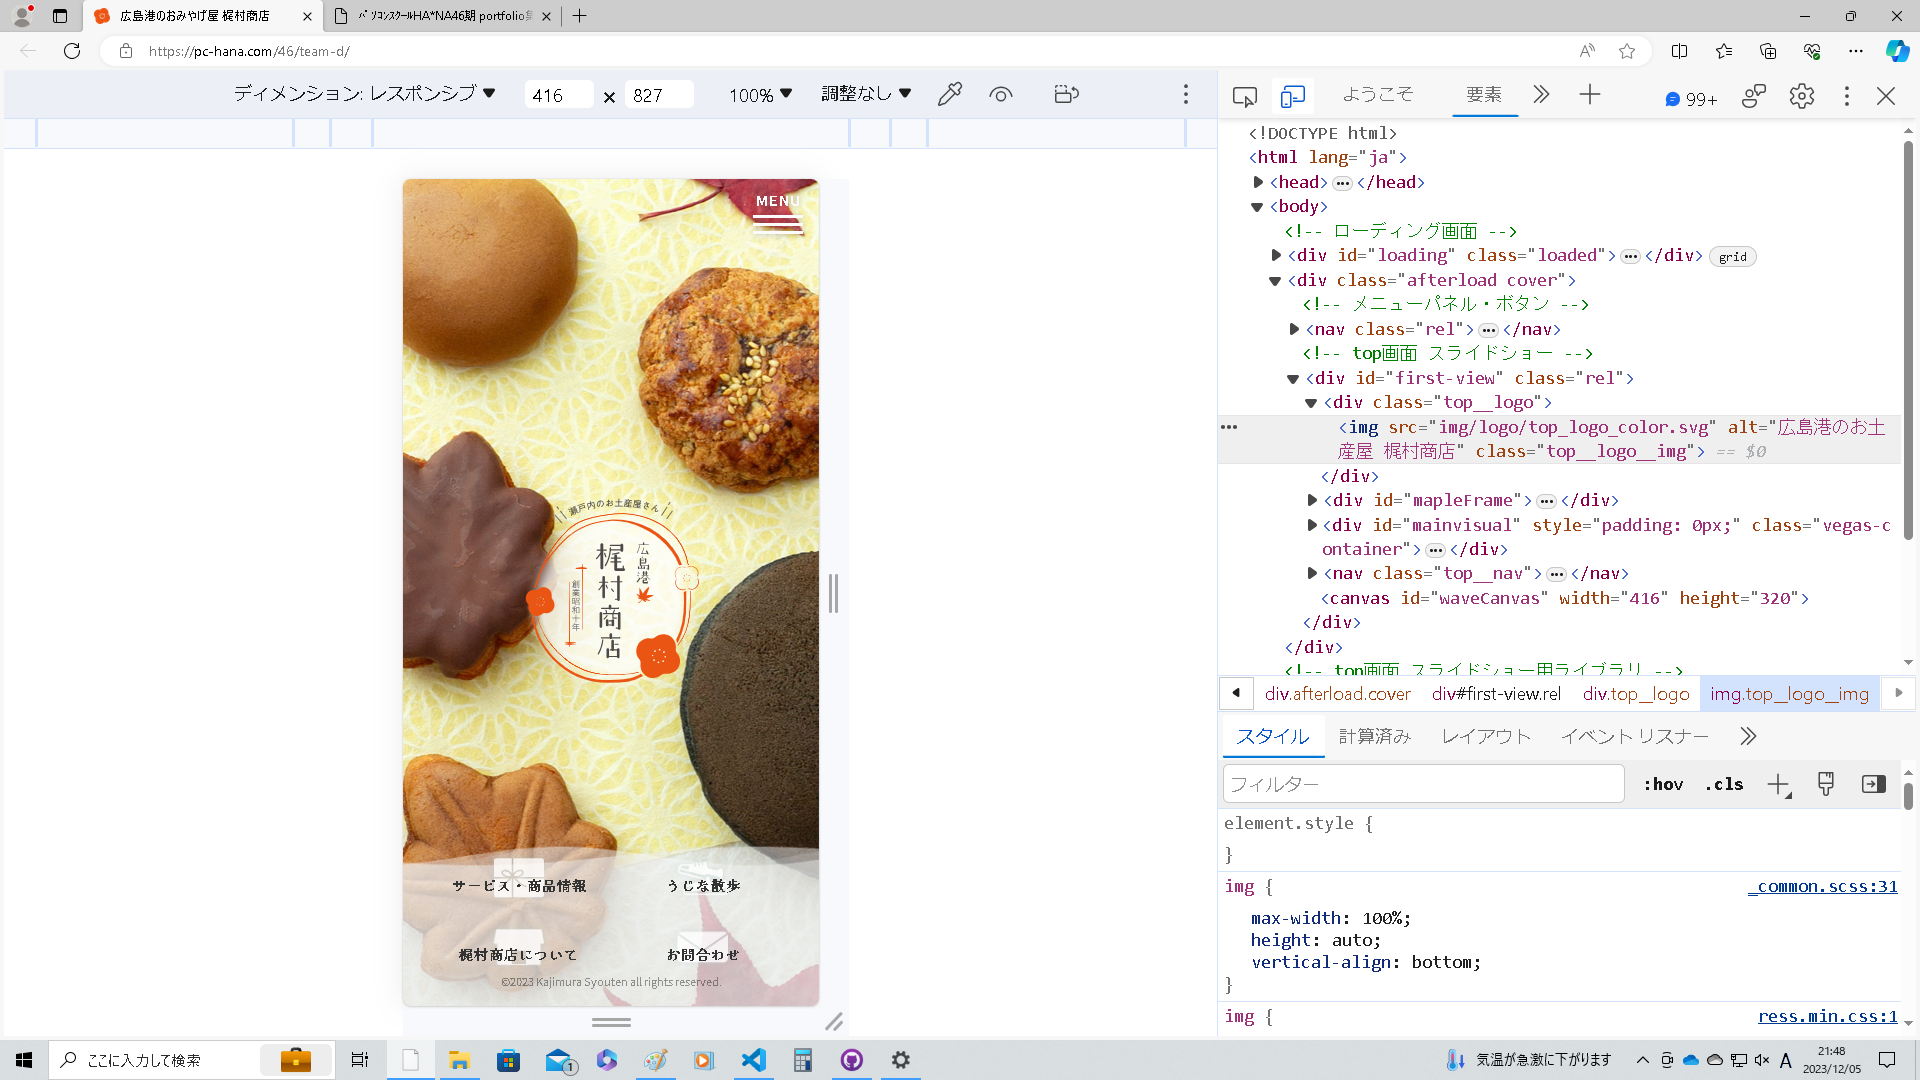 広島港のおみやげ屋 梶村商店
ﾊﾟｿｺﾝｽｸｰﾙHA*NA46期 portfolio集
https://pc-hana.com/46/team-d/
ディメンション: レスポンシブ 416 × 827 100% 調整なし
ようこそ 要素 99+
MENU
瀬戸内のお土産屋さん
広島港
梶村商店
創業昭和十年
サービス・商品情報 うじな散歩
梶村商店について お問合わせ
©2023 Kajimura Syouten all rights reserved.
<!DOCTYPE html>
<html lang="ja">
<head> ••• </head>
<body>
<!-- ローディング画面 -->
<div id="loading" class="loaded"> ••• </div> grid
<div class="afterload cover">
<!-- メニューパネル・ボタン -->
<nav class="rel"> ••• </nav>
<!-- top画面 スライドショー -->
<div id="first-view" class="rel">
<div class="top__logo">
••• <img src="img/logo/top_logo_color.svg" alt="広島港のお土
産屋 梶村商店" class="top__logo__img"> == $0
</div>
<div id="mapleFrame"> ••• </div>
<div id="mainvisual" style="padding: 0px;" class="vegas-c
ontainer"> ••• </div>
<nav class="top__nav"> ••• </nav>
<canvas id="waveCanvas" width="416" height="320">
</div>
</div>
<!-- top画面 スライドショー用ライブラリ -->
div.afterload.cover div#first-view.rel div.top__logo img.top__logo__img
スタイル 計算済み レイアウト イベント リスナー
フィルター :hov .cls
element.style {
}
img { _common.scss:31
max-width: 100%;
height: auto;
vertical-align: bottom;
}
img { ress.min.css:1
ここに入力して検索
1
気温が急激に下がります
A
21:48
2023/12/05